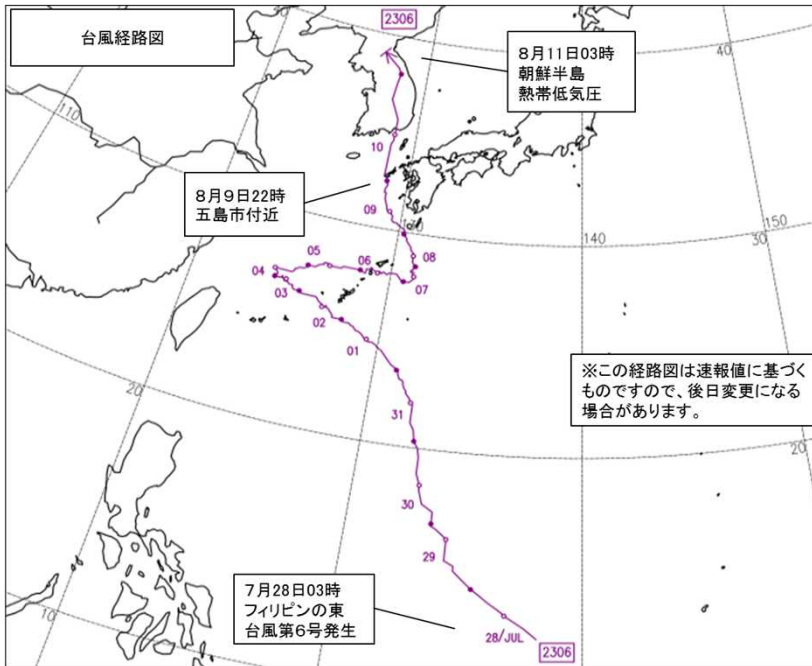 台風経路図
2306
8月11日03時
朝鮮半島
熱帯低気圧
40
110
10
8月9日22時
五島市付近
09
130
150
30
140
08
05
06
04
07
03
02
01
※この経路図は速報値に基づく
ものですので、後日変更になる
場合があります。
20
31
20
30
29
7月28日03時
フィリピンの東
台風第6号発生
10
28/JUL
2306